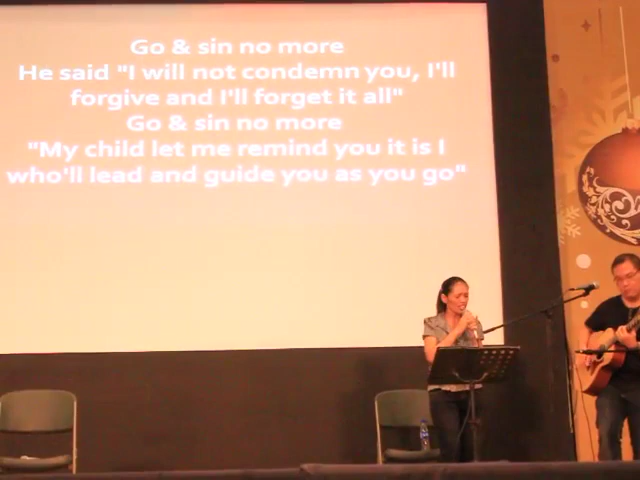 Go & sin no more
He said "I will not condemn you, I'll
forgive and I'll forget it all"
Go & sin no more
"My child let me remind you it is I
who'll lead and guide you as you go"